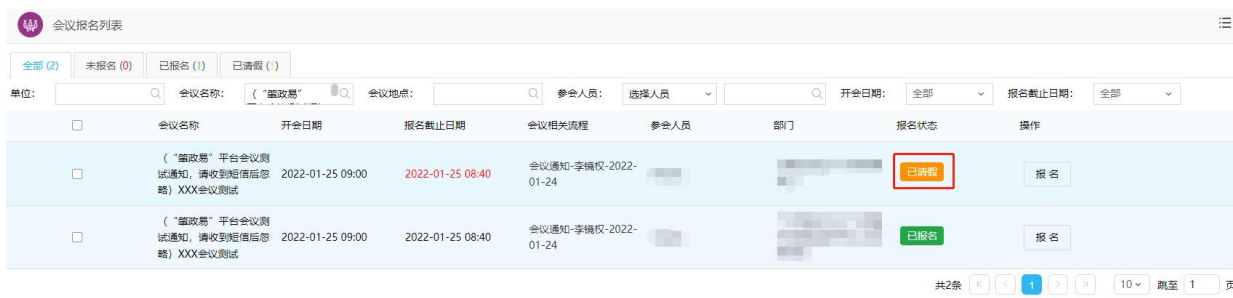 会议报名列表
全部 (2) 未报名 (0) 已报名 (1) 已请假 (1)
单位: 会议名称: （“肇政易” 会议地点: 参会人员: 选择人员 开会日期: 全部 报名截止日期: 全部
会议名称 开会日期 报名截止日期 会议相关流程 参会人员 部门 报名状态 操作
（“肇政易”平台会议测
试通知，请收到短信后忽
略）XXX会议测试
2022-01-25 09:00 2022-01-25 08:40
会议通知-李镜权-2022-
01-24
已请假 报 名
（“肇政易”平台会议测
试通知，请收到短信后忽
略）XXX会议测试
2022-01-25 09:00 2022-01-25 08:40
会议通知-李镜权-2022-
01-24
已报名 报 名
共2条 1 10 跳至 1 页